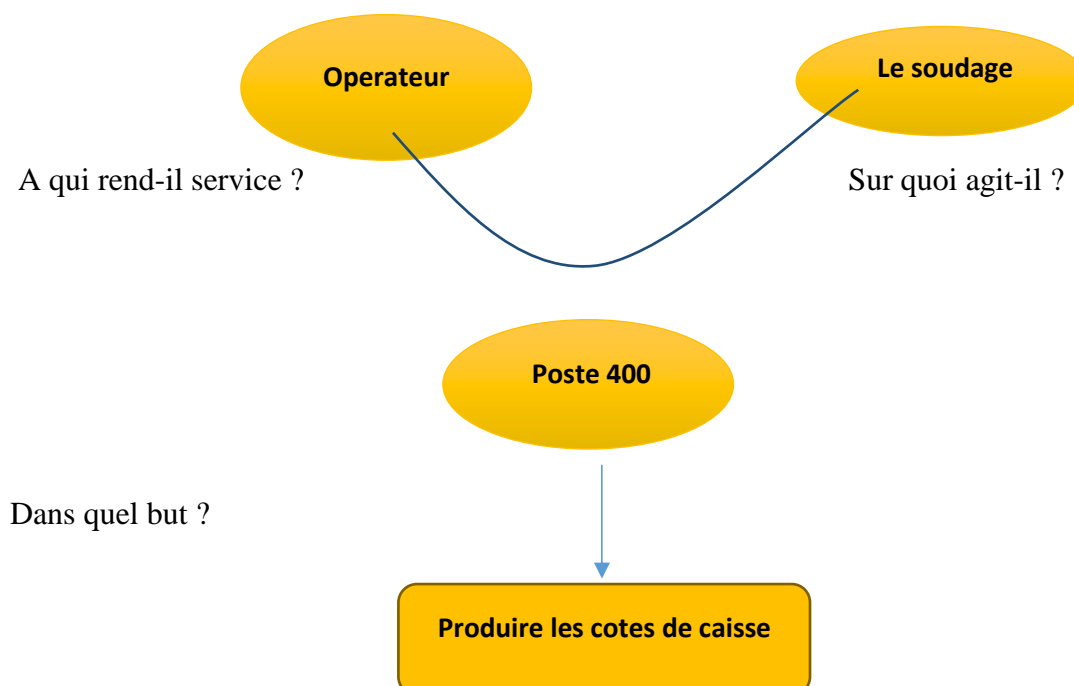 Operateur
Le soudage
A qui rend-il service ?
Sur quoi agit-il ?
Poste 400
Dans quel but ?
Produire les cotes de caisse